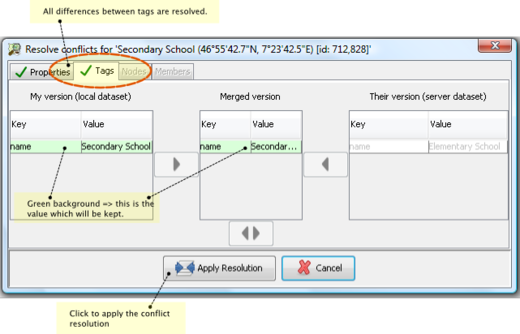 All differences between tags are resolved.
Resolve conflicts for 'Secondary School (46°55'42.7"N, 7°23'42.5"E) [id: 712,828]'
Properties Tags Nodes Members
My version (local dataset) Merged version Their version (server dataset)
Key Value Key Value Key Value
name Secondary School name Secondar... name Elementary School
Green background => this is the
value which will be kept.
Apply Resolution Cancel
Click to apply the conflict
resolution